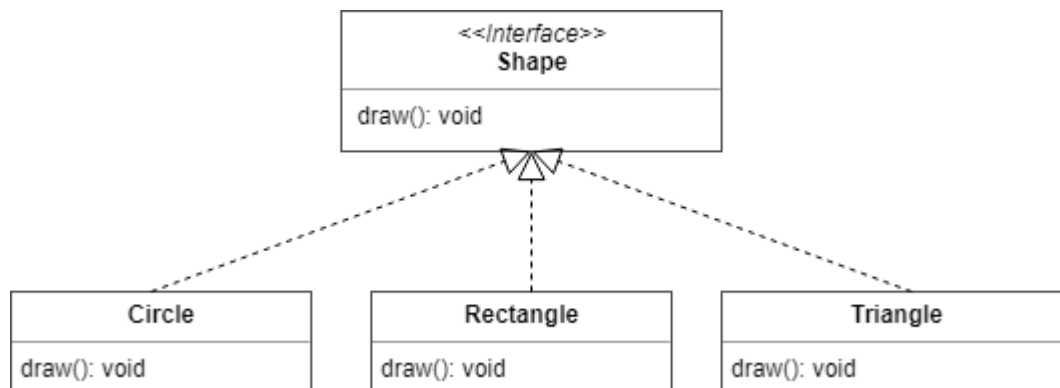 <<Interface>>
Shape
draw(): void
Circle
draw(): void
Rectangle
draw(): void
Triangle
draw(): void